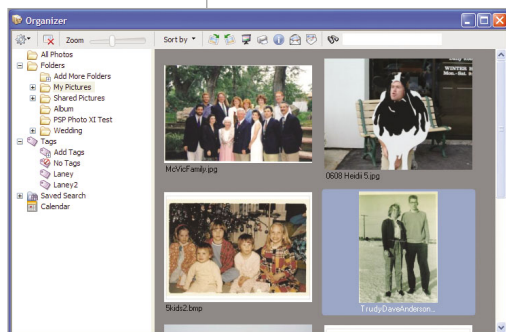 Organizer
Zoom
Sort by
All Photos
Folders
Add More Folders
My Pictures
Shared Pictures
Album
PSP Photo XI Test
Wedding
Tags
Add Tags
No Tags
Laney
Laney2
Saved Search
Calendar
WINTER
McVicFamily.jpg
0608 Heidi 5.jpg
5kids2.bmp
TrudyDaveAnderson...